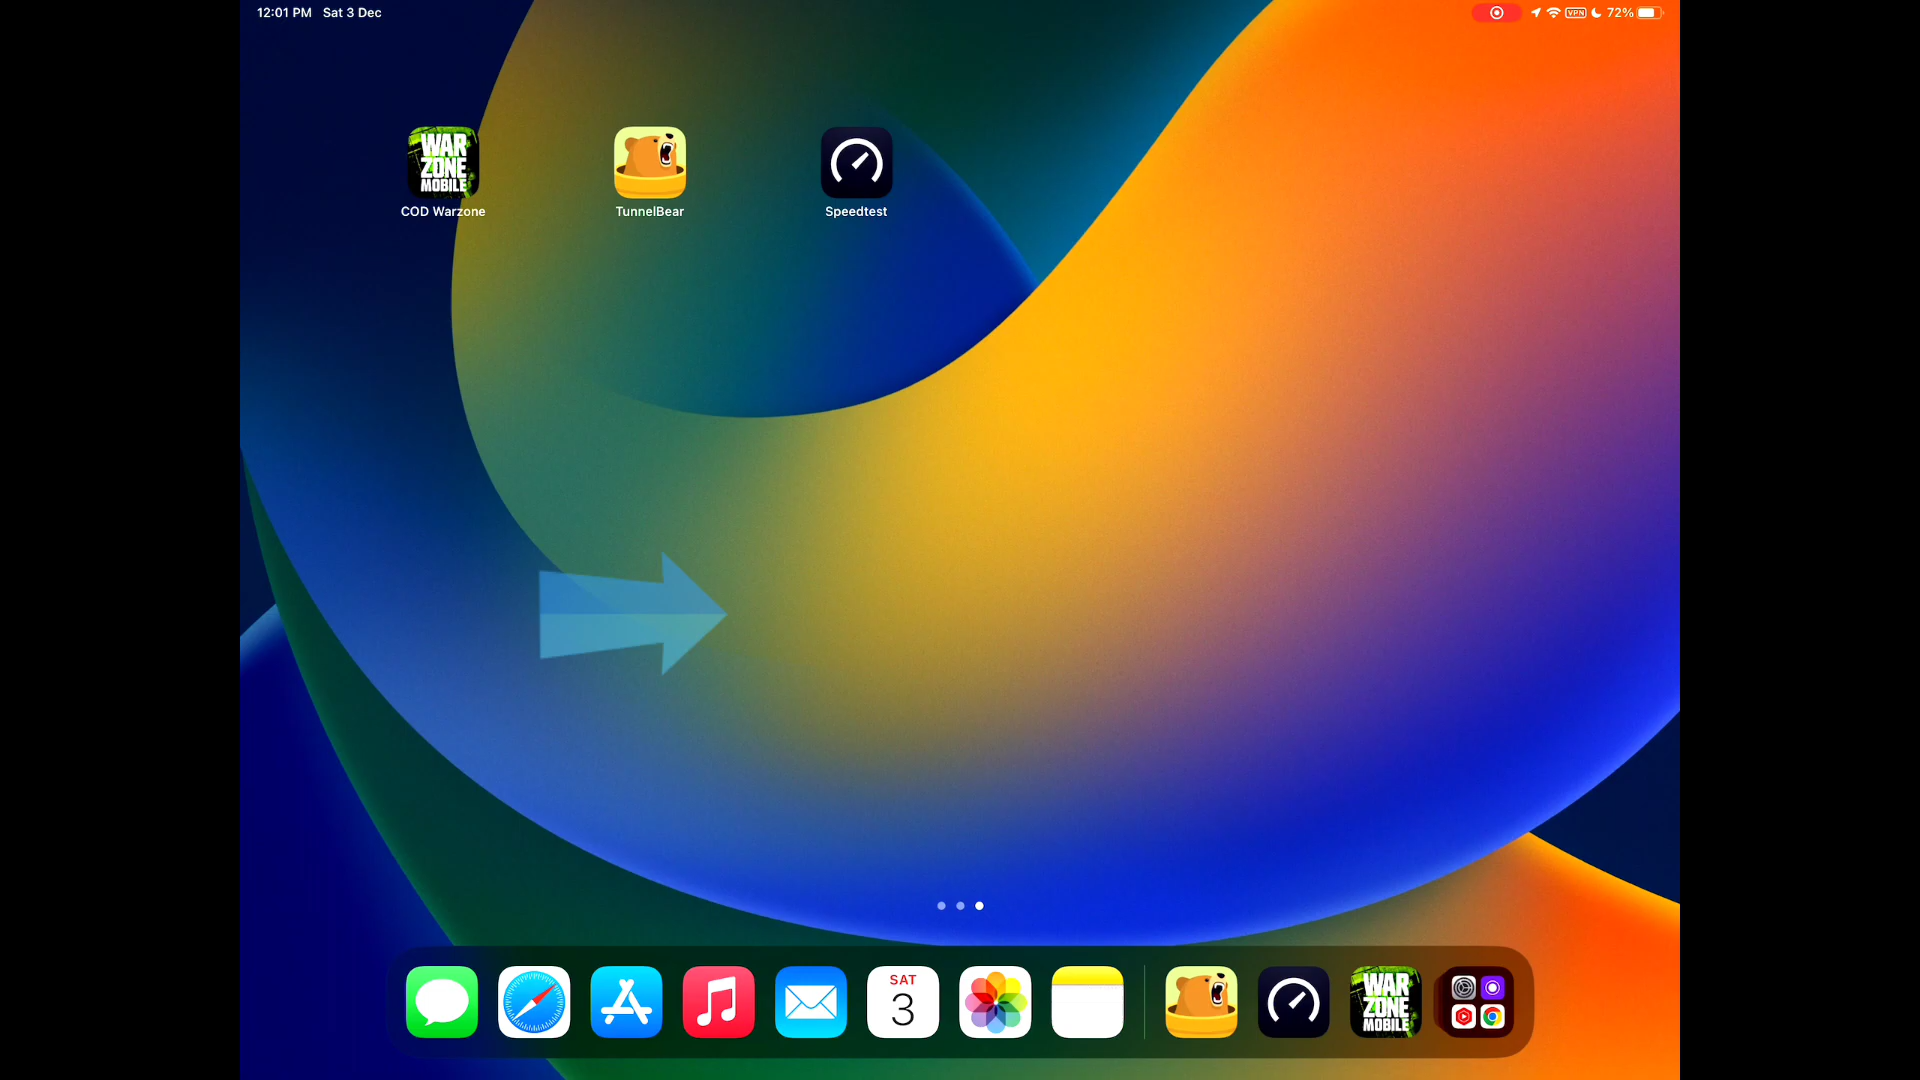 12:01 PM Sat 3 Dec
VPN 72%
WAR
ZONE
MOBILE
COD Warzone
TunnelBear
Speedtest
SAT
3
WAR
ZONE
MOBILE